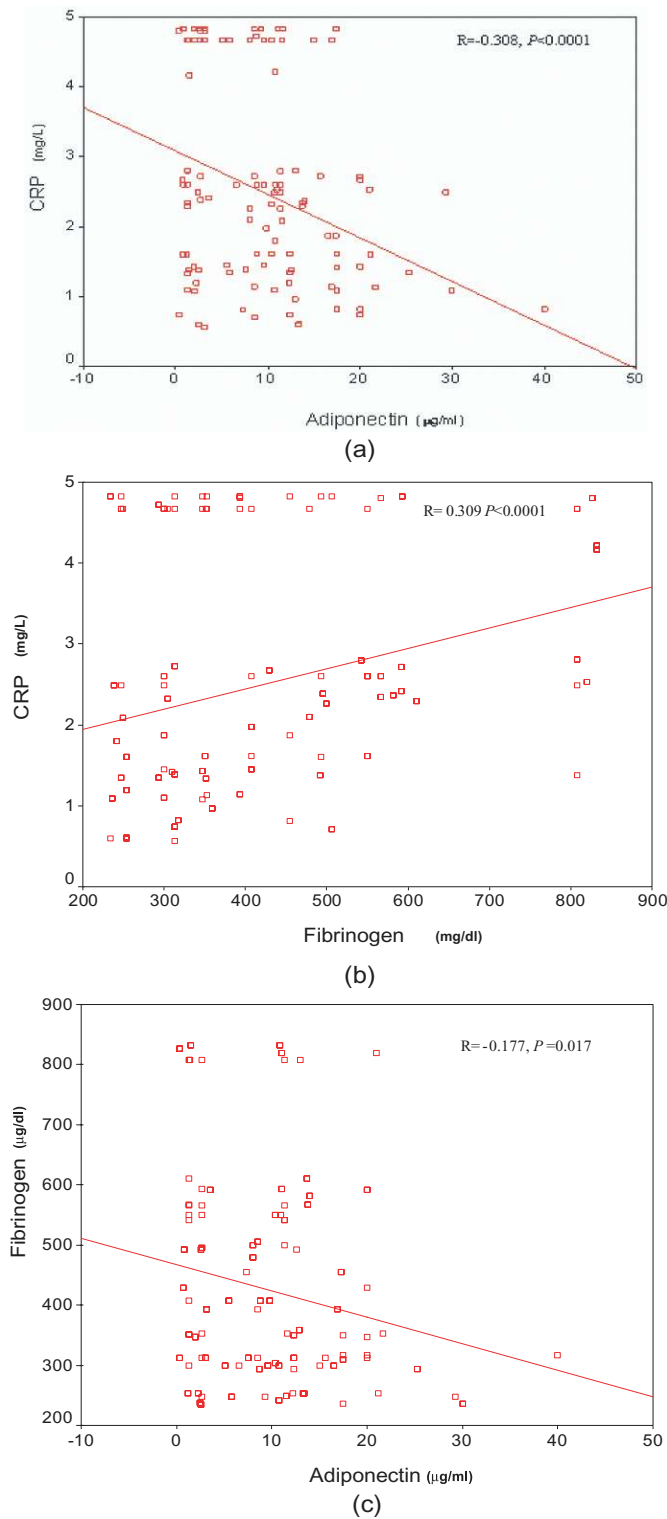 5
R=-0.308, P<0.0001
4
3
2
1
0
CRP (mg/L)
-10 0 10 20 30 40 50
Adiponectin (μg/ml)
(a)
5
R= 0.309 P<0.0001
4
3
2
1
0
CRP (mg/L)
200 300 400 500 600 700 800 900
Fibrinogen (mg/dl)
(b)
900
R= -0.177, P =0.017
800
700
600
500
400
300
200
Fibrinogen (μg/dl)
-10 0 10 20 30 40 50
Adiponectin (μg/ml)
(c)